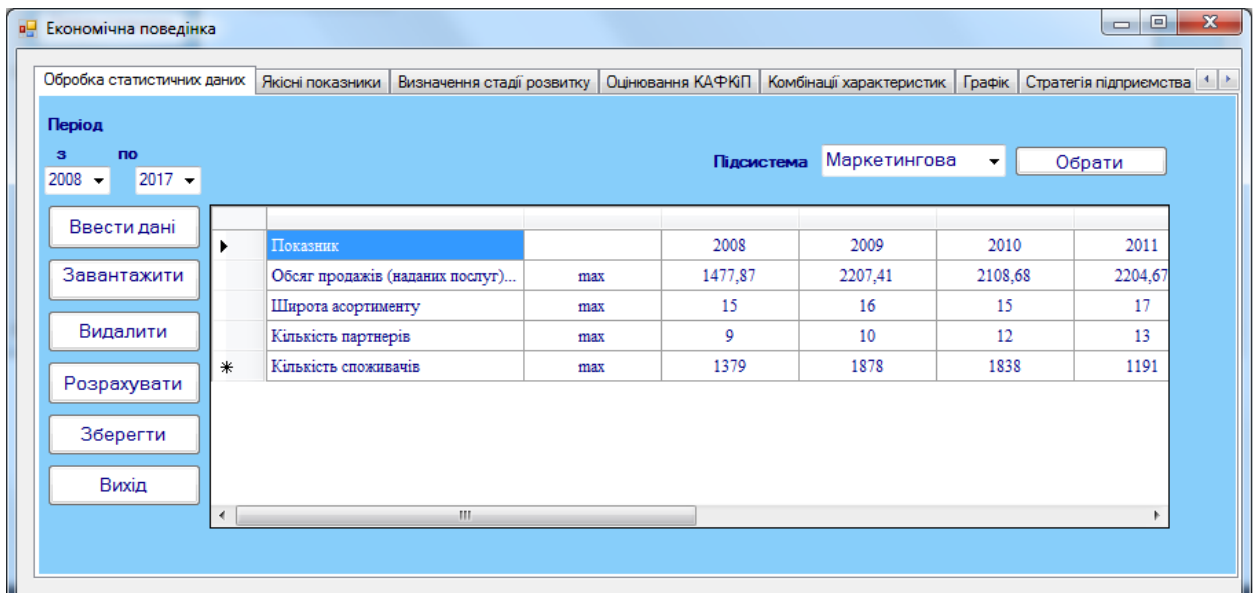 Економічна поведінка
Обробка статистичних даних Якісні показники Визначення стадії розвитку Оцінювання КАФКіП Комбінації характеристик Графік Стратегія підприємства
Період
з по
2008 2017
Підсистема Маркетингова Обрати
Ввести дані
Завантажити
Видалити
Розрахувати
Зберегти
Вихід
Показник 2008 2009 2010 2011
Обсяг продажів (наданих послуг)... max 1477,87 2207,41 2108,68 2204,67
Широта асортименту max 15 16 15 17
Кількість партнерів max 9 10 12 13
Кількість споживачів max 1379 1878 1838 1191